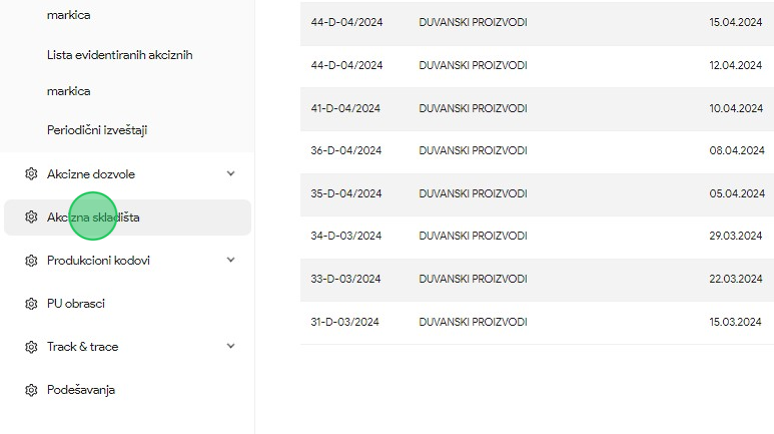 markica
Lista evidentiranih akciznih
markica
Periodični izveštaji
Akcizne dozvole
Akcizna skladišta
Produkcioni kodovi
PU obrasci
Track & trace
Podešavanja
44-D-04/2024 DUVANSKI PROIZVODI 15.04.2024
44-D-04/2024 DUVANSKI PROIZVODI 12.04.2024
41-D-04/2024 DUVANSKI PROIZVODI 10.04.2024
36-D-04/2024 DUVANSKI PROIZVODI 08.04.2024
35-D-04/2024 DUVANSKI PROIZVODI 05.04.2024
34-D-03/2024 DUVANSKI PROIZVODI 29.03.2024
33-D-03/2024 DUVANSKI PROIZVODI 22.03.2024
31-D-03/2024 DUVANSKI PROIZVODI 15.03.2024